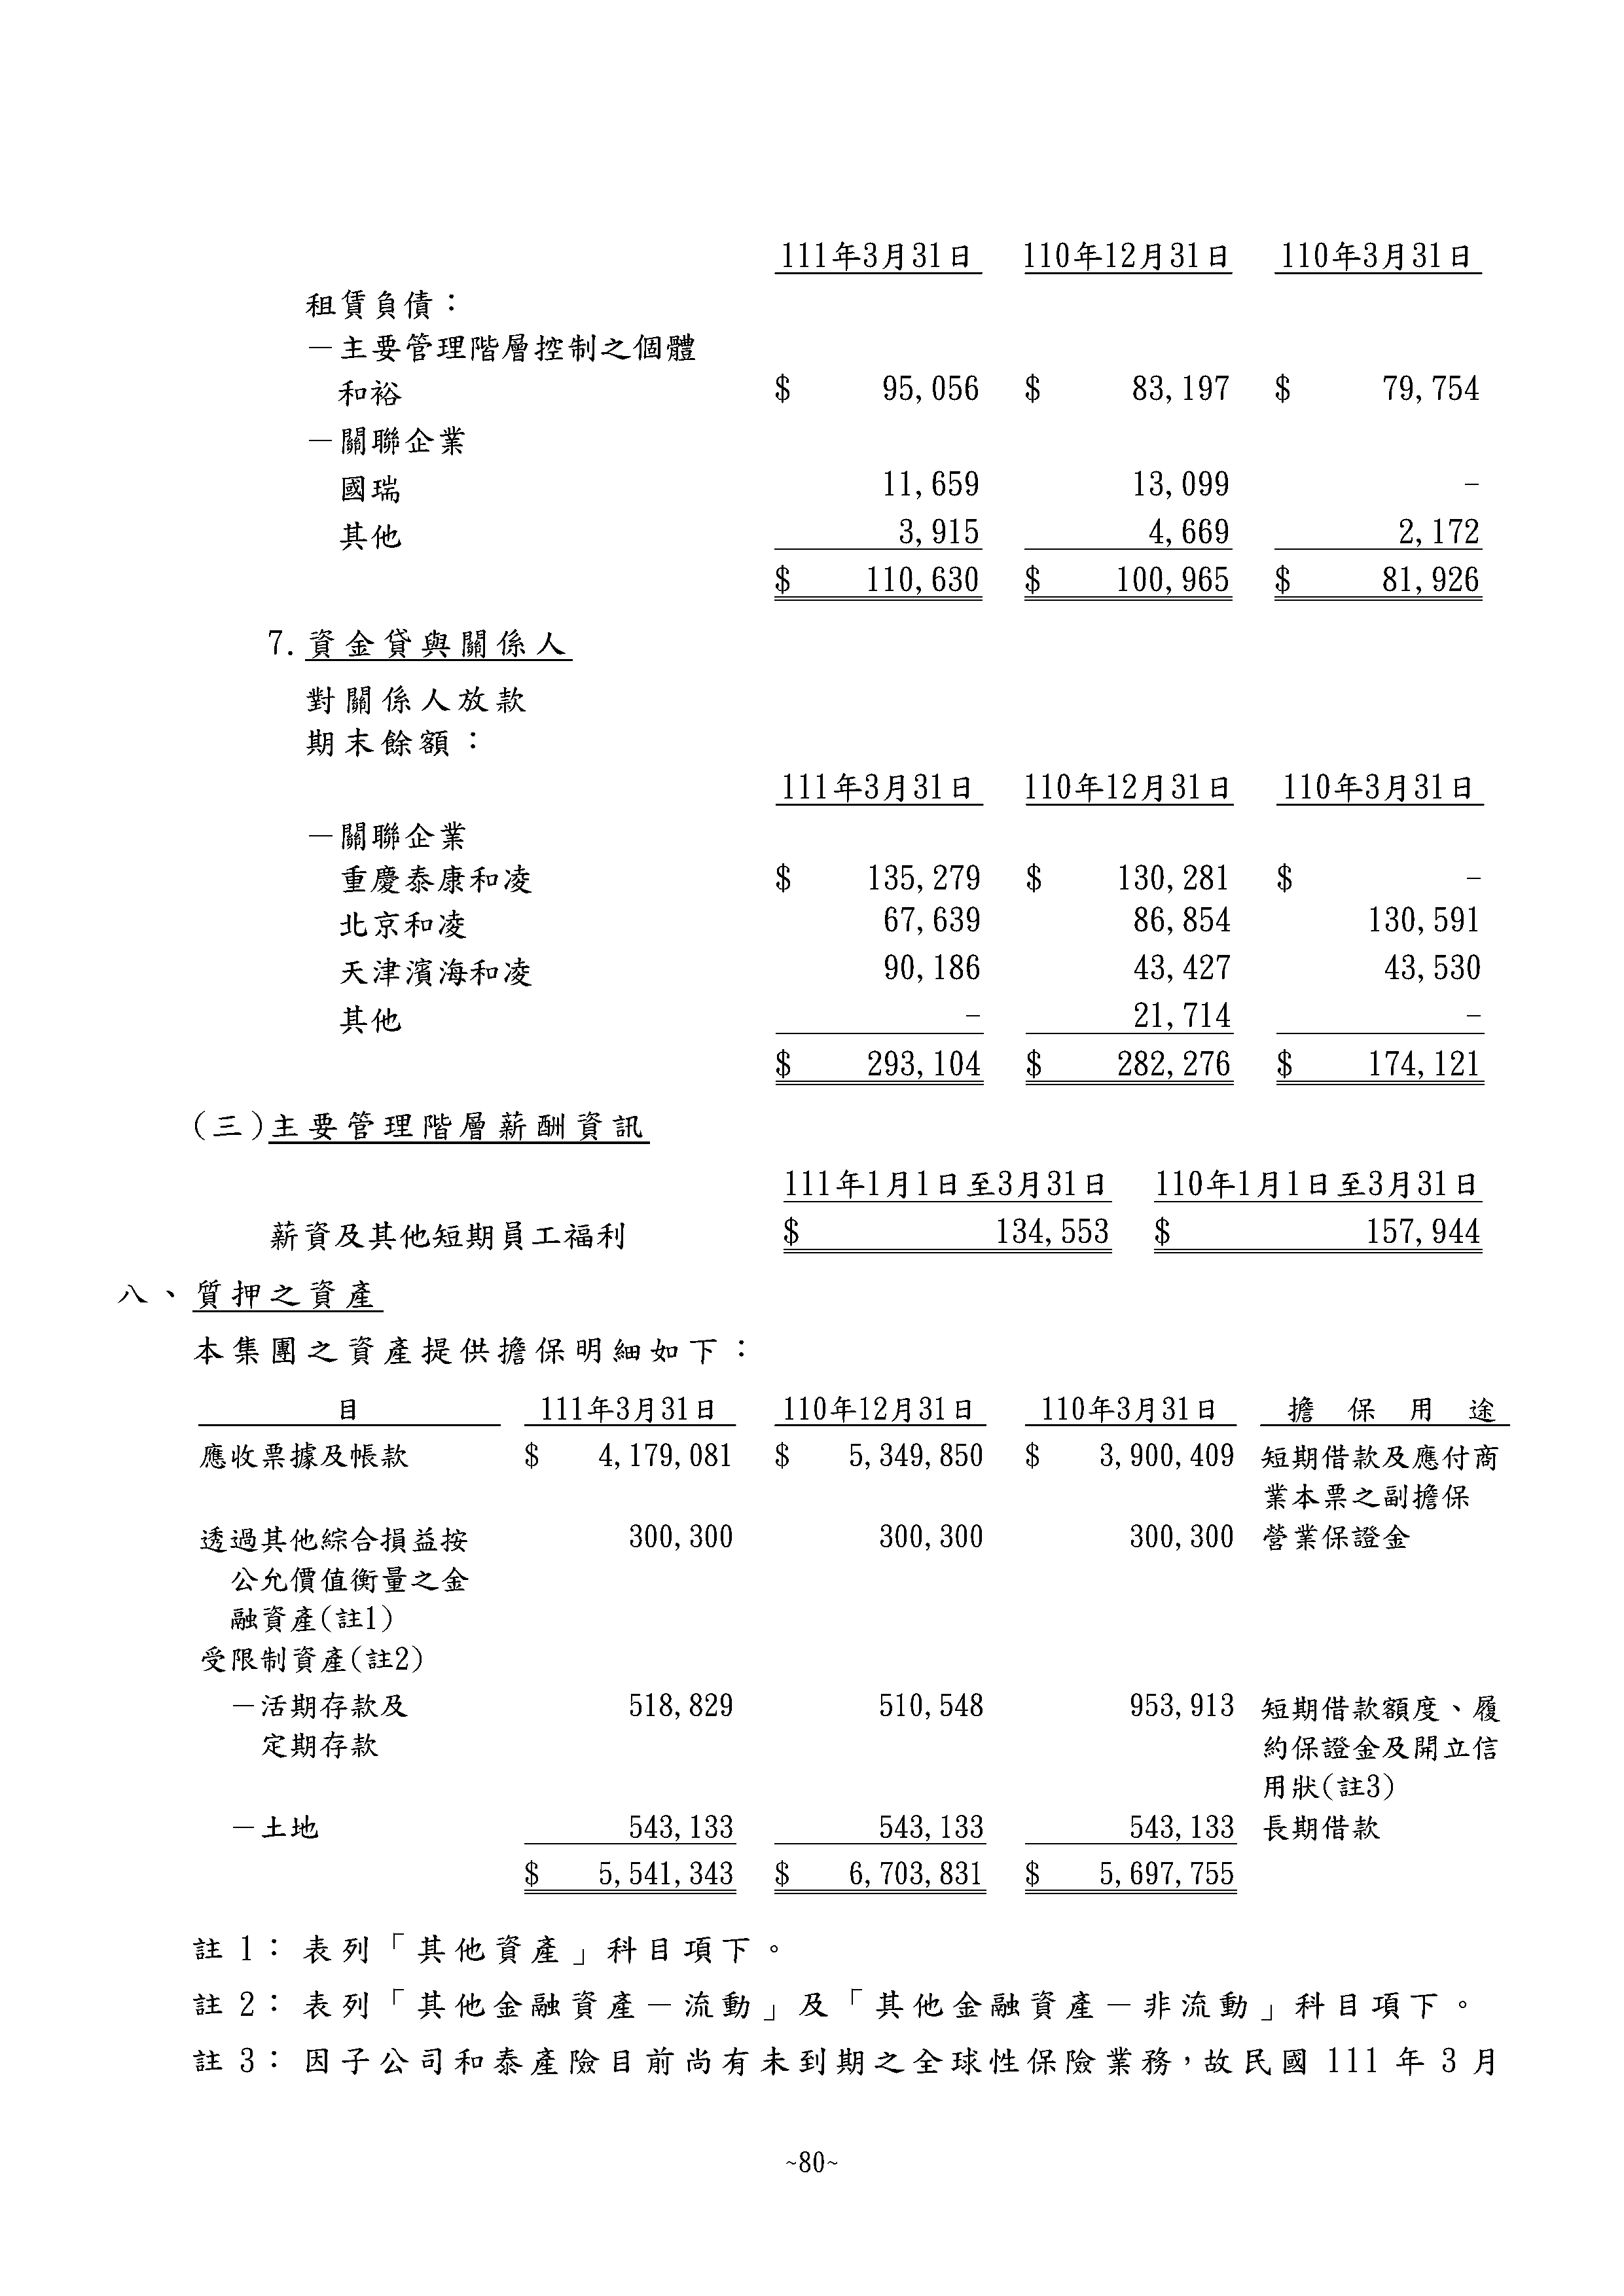 111年3月31日 110年12月31日 110年3月31日
租賃負債：
－主要管理階層控制之個體
和裕 $ 95,056 $ 83,197 $ 79,754
－關聯企業
國瑞 11,659 13,099 -
其他 3,915 4,669 2,172
$ 110,630 $ 100,965 $ 81,926
7.資金貸與關係人
對關係人放款
期末餘額：
111年3月31日 110年12月31日 110年3月31日
－關聯企業
重慶泰康和凌 $ 135,279 $ 130,281 $ -
北京和凌 67,639 86,854 130,591
天津濱海和凌 90,186 43,427 43,530
其他 - 21,714 -
$ 293,104 $ 282,276 $ 174,121
(三)主要管理階層薪酬資訊
111年1月1日至3月31日 110年1月1日至3月31日
薪資及其他短期員工福利 $ 134,553 $ 157,944
八、質押之資產
本集團之資產提供擔保明細如下：
目 111年3月31日 110年12月31日 110年3月31日 擔保用途
應收票據及帳款 $ 4,179,081 $ 5,349,850 $ 3,900,409 短期借款及應付商
業本票之副擔保
透過其他綜合損益按 300,300 300,300 300,300 營業保證金
公允價值衡量之金
融資產(註1)
受限制資產(註2)
－活期存款及 518,829 510,548 953,913 短期借款額度、履
定期存款 約保證金及開立信
用狀(註3)
－土地 543,133 543,133 543,133 長期借款
$ 5,541,343 $ 6,703,831 $ 5,697,755
註 1：表列「其他資產」科目項下。
註 2：表列「其他金融資產－流動」及「其他金融資產－非流動」科目項下。
註 3：因子公司和泰產險目前尚有未到期之全球性保險業務，故民國 111 年 3 月
~80~